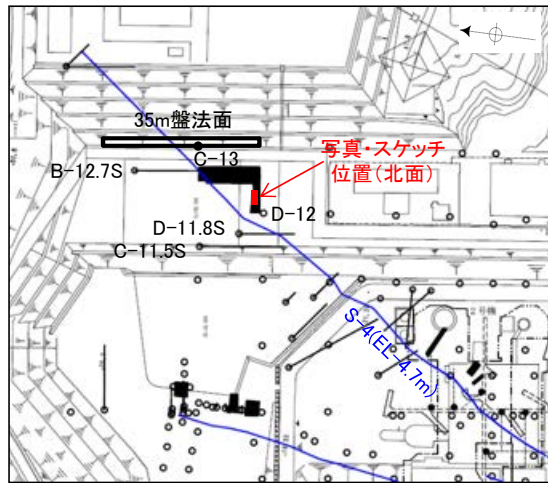 35m盤法面
写真・スケッチ
位置(北面)
C-13
B-12.7S
D-12
D-11.8S
C-11.5S
S-4(EL-4.7m)